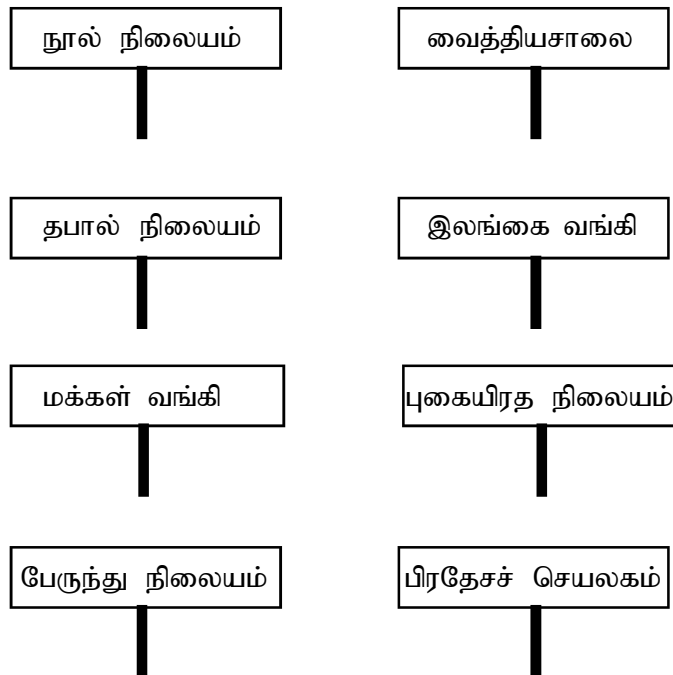 நூல் நிலையம்
வைத்தியசாலை
தபால் நிலையம்
இலங்கை வங்கி
மக்கள் வங்கி
புகையிரத நிலையம்
பேருந்து நிலையம்
பிரதேசச் செயலகம்